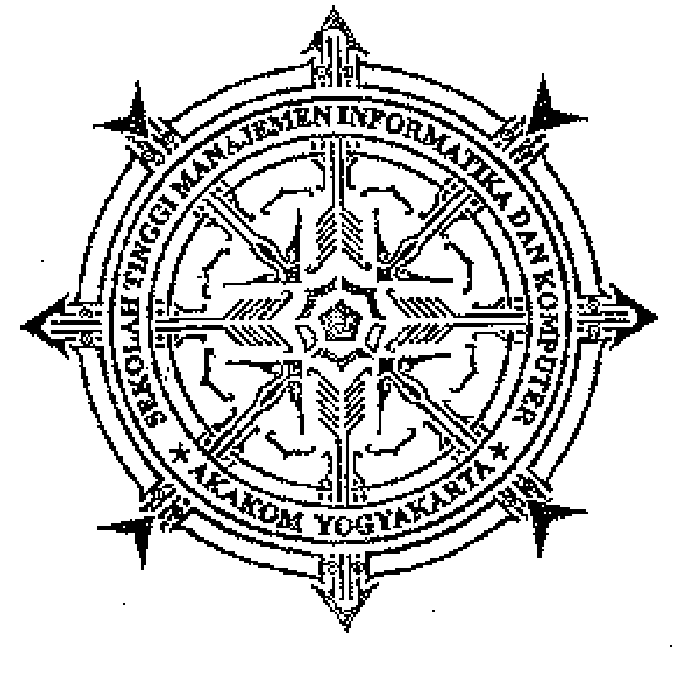 SEKOLAH TINGGI MANAJEMEN INFORMATIKA DAN KOMPUTER
AKAKOM YOGYAKARTA